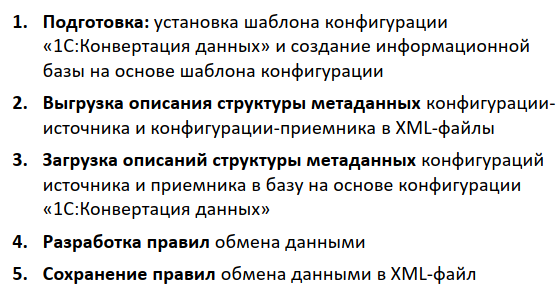 1. Подготовка: установка шаблона конфигурации
«1С:Конвертация данных» и создание информационной
базы на основе шаблона конфигурации
2. Выгрузка описания структуры метаданных конфигурации-
источника и конфигурации-приемника в XML-файлы
3. Загрузка описаний структуры метаданных конфигураций
источника и приемника в базу на основе конфигурации
«1С:Конвертация данных»
4. Разработка правил обмена данными
5. Сохранение правил обмена данными в XML-файл